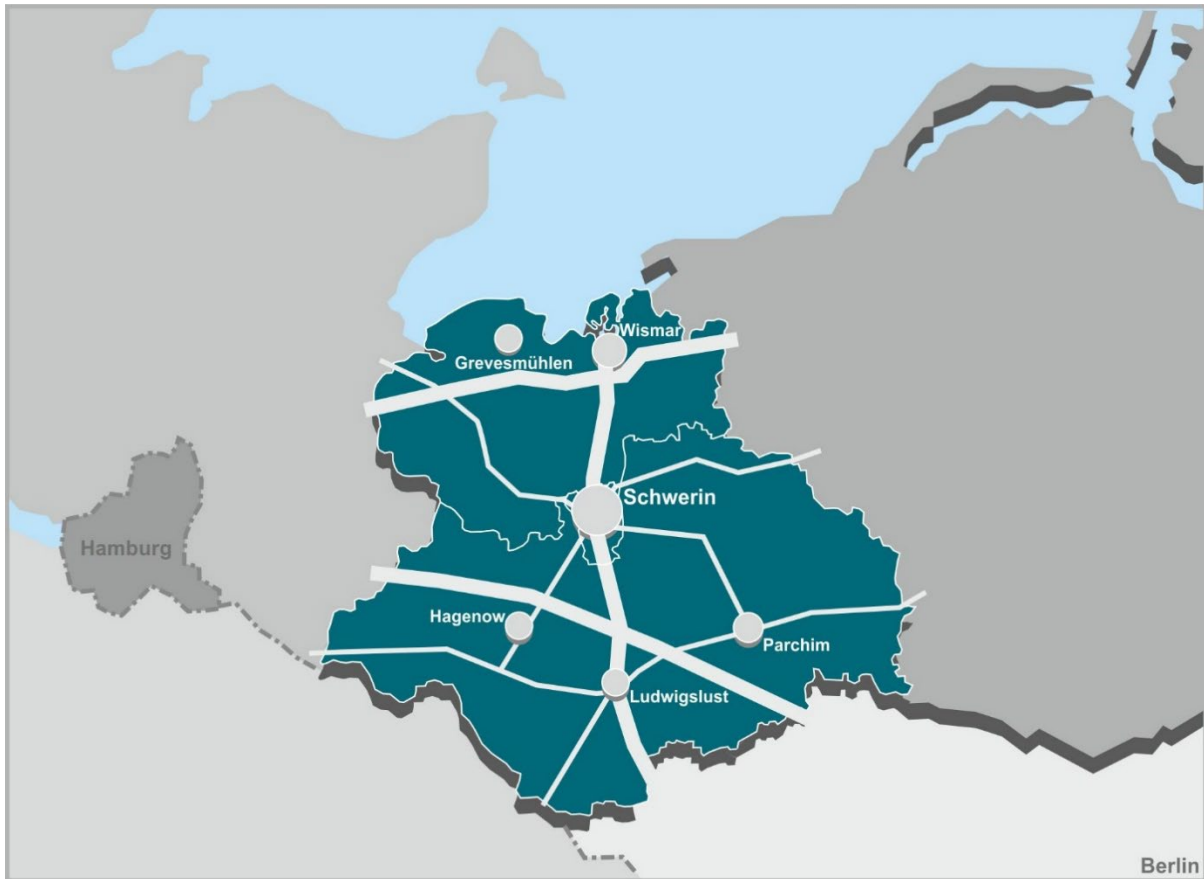 Wismar
Grevesmühlen
Schwerin
Hamburg
Hagenow
Parchim
Ludwigslust
Berlin